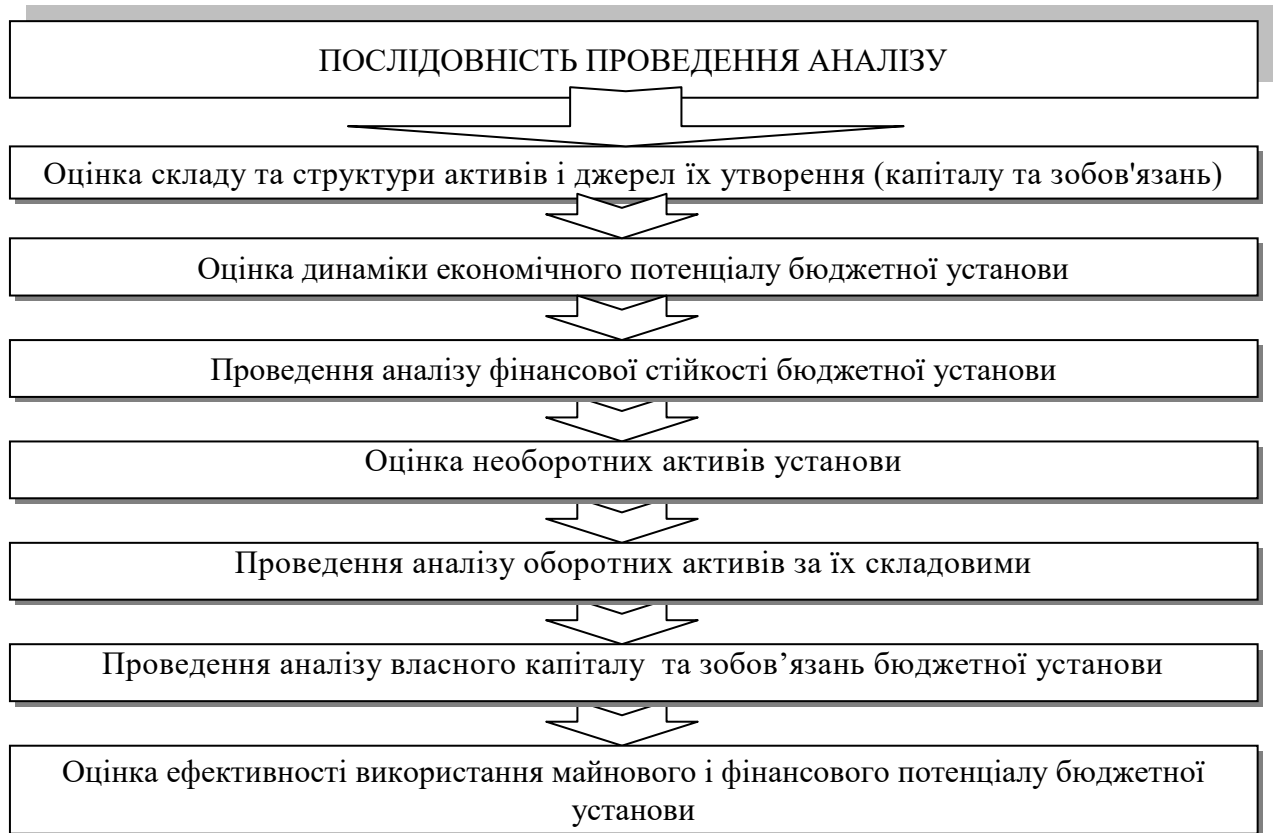 ПОСЛІДОВНІСТЬ ПРОВЕДЕННЯ АНАЛІЗУ
Оцінка складу та структури активів і джерел їх утворення (капіталу та зобов'язань)
Оцінка динаміки економічного потенціалу бюджетної установи
Проведення аналізу фінансової стійкості бюджетної установи
Оцінка необоротних активів установи
Проведення аналізу оборотних активів за їх складовими
Проведення аналізу власного капіталу та зобов’язань бюджетної установи
Оцінка ефективності використання майнового і фінансового потенціалу бюджетної
установи